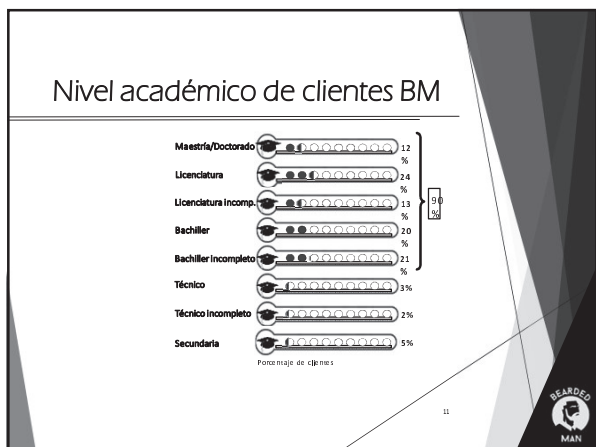 Nivel académico de clientes BM
Maestría/Doctorado 12
%
Licenciatura 24
%
Licenciatura incomp. 13
%
90
%
Bachiller 20
%
Bachiller incompleto 21
%
Técnico 3%
Técnico incompleto 2%
Secundaria 5%
Porcentaje de clientes
11
BEARDED
MAN